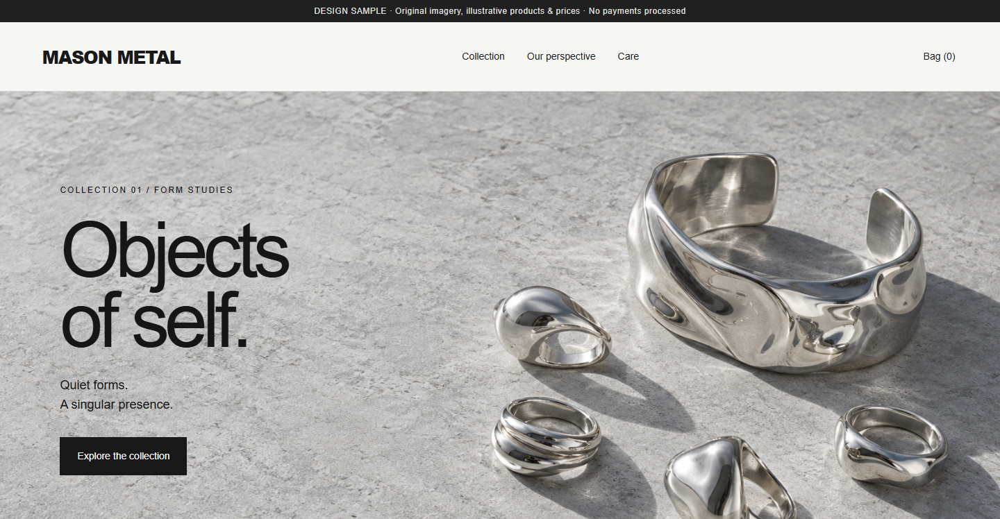 DESIGN SAMPLE · Original imagery, illustrative products & prices · No payments processed
MASON METAL
Collection
Our perspective
Care
Bag (0)
COLLECTION 01 / FORM STUDIES
Objects
of self.
Quiet forms.
A singular presence.
Explore the collection